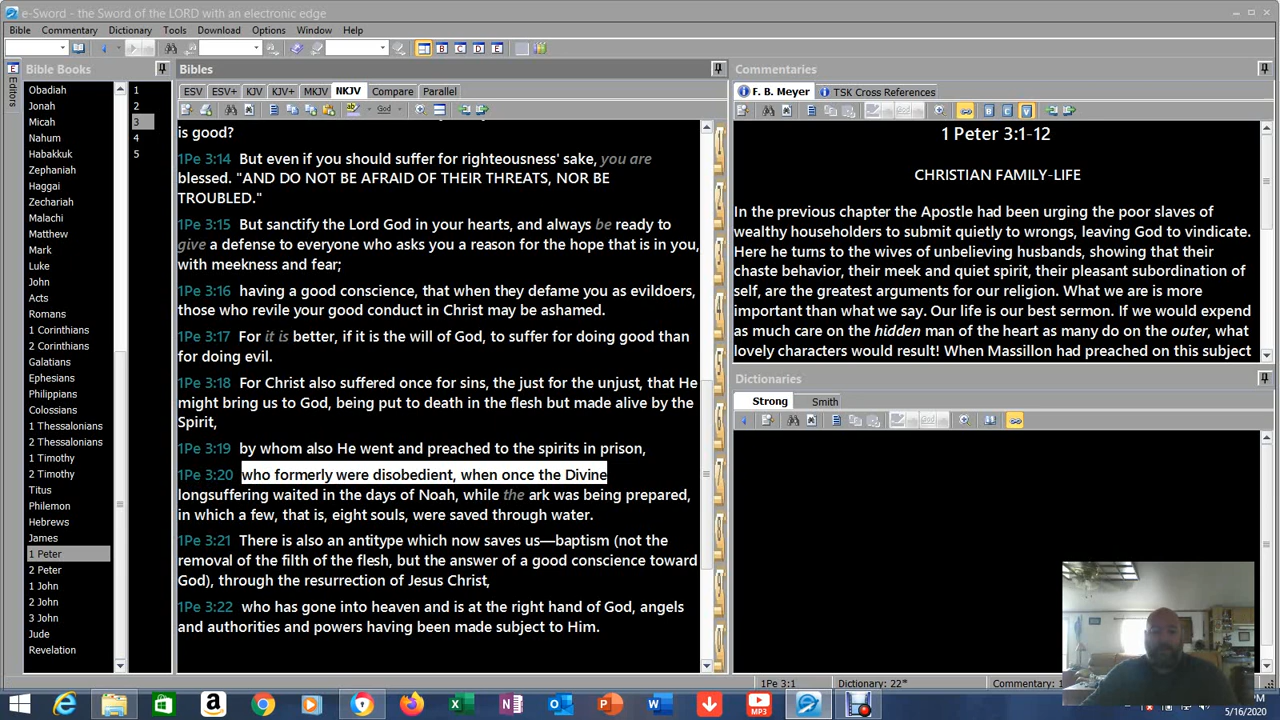 e-Sword - the Sword of the LORD with an electronic edge
Bible Commentary Dictionary Tools Download Options Window Help
B C D E
Editors
Bible Books
Obadiah
Jonah
Micah
Nahum
Habakkuk
Zephaniah
Haggai
Zechariah
Malachi
Matthew
Mark
Luke
John
Acts
Romans
1 Corinthians
2 Corinthians
Galatians
Ephesians
Philippians
Colossians
1 Thessalonians
2 Thessalonians
1 Timothy
2 Timothy
Titus
Philemon
Hebrews
James
1 Peter
2 Peter
1 John
2 John
3 John
Jude
Revelation
1
2
3
4
5
Bibles
ESV ESV+ KJV KJV+ MKJV NKJV Compare Parallel
is good?
1Pe 3:14 But even if you should suffer for righteousness' sake, you are
blessed. "AND DO NOT BE AFRAID OF THEIR THREATS, NOR BE
TROUBLED."
1Pe 3:15 But sanctify the Lord God in your hearts, and always be ready to
give a defense to everyone who asks you a reason for the hope that is in you,
with meekness and fear;
1Pe 3:16 having a good conscience, that when they defame you as evildoers,
those who revile your good conduct in Christ may be ashamed.
1Pe 3:17 For it is better, if it is the will of God, to suffer for doing good than
for doing evil.
1Pe 3:18 For Christ also suffered once for sins, the just for the unjust, that He
might bring us to God, being put to death in the flesh but made alive by the
Spirit,
1Pe 3:19 by whom also He went and preached to the spirits in prison,
1Pe 3:20 who formerly were disobedient, when once the Divine
longsuffering waited in the days of Noah, while the ark was being prepared,
in which a few, that is, eight souls, were saved through water.
1Pe 3:21 There is also an antitype which now saves us—baptism (not the
removal of the filth of the flesh, but the answer of a good conscience toward
God), through the resurrection of Jesus Christ,
1Pe 3:22 who has gone into heaven and is at the right hand of God, angels
and authorities and powers having been made subject to Him.
Commentaries
F. B. Meyer TSK Cross References
B C V
1 Peter 3:1-12
CHRISTIAN FAMILY-LIFE
In the previous chapter the Apostle had been urging the poor slaves of
wealthy householders to submit quietly to wrongs, leaving God to vindicate.
Here he turns to the wives of unbelieving husbands, showing that their
chaste behavior, their meek and quiet spirit, their pleasant subordination of
self, are the greatest arguments for our religion. What we are is more
important than what we say. Our life is our best sermon. If we would expend
as much care on the hidden man of the heart as many do on the outer, what
lovely characters would result! When Massillon had preached on this subject
Dictionaries
Strong Smith
1Pe 3:1 Dictionary: 22* Commentary: 1
MP3
5/16/2020